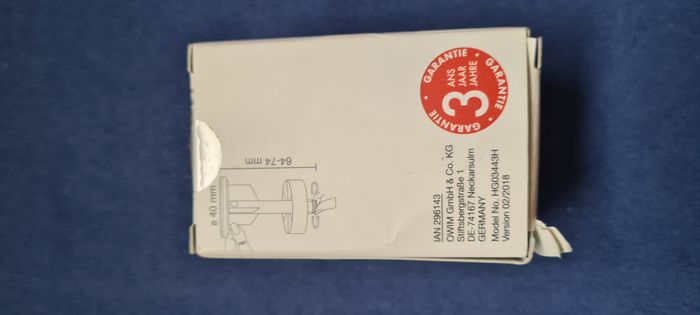 GARANTIE • GARANTIE • GARANTIE •
3
ANS
JAAR
JAHRE
64-74 mm
ø 40 mm
IAN 296143
OWIM GmbH & Co. KG
Stiftsbergstraße 1
DE-74167 Neckarsulm
GERMANY
Model No. HG03443H
Version 02/2018